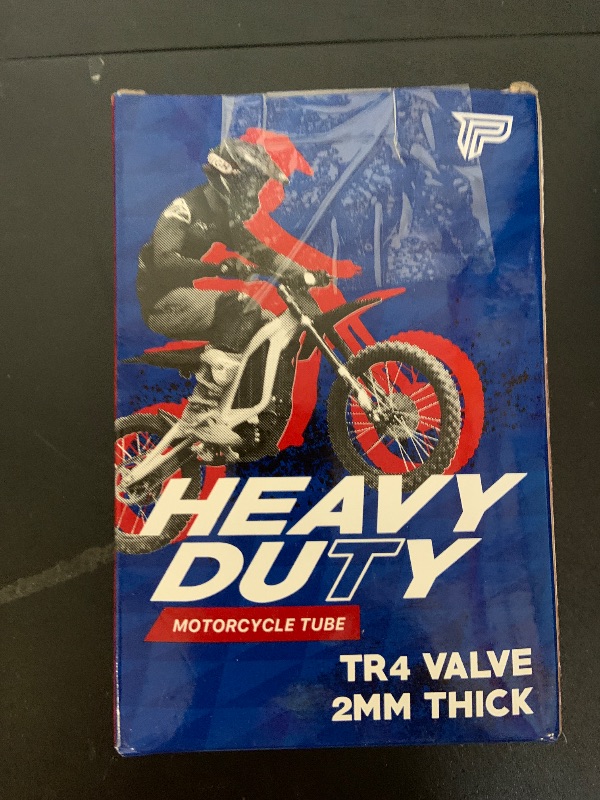 HEAVY
DUTY
MOTORCYCLE TUBE
TR4 VALVE
2MM THICK